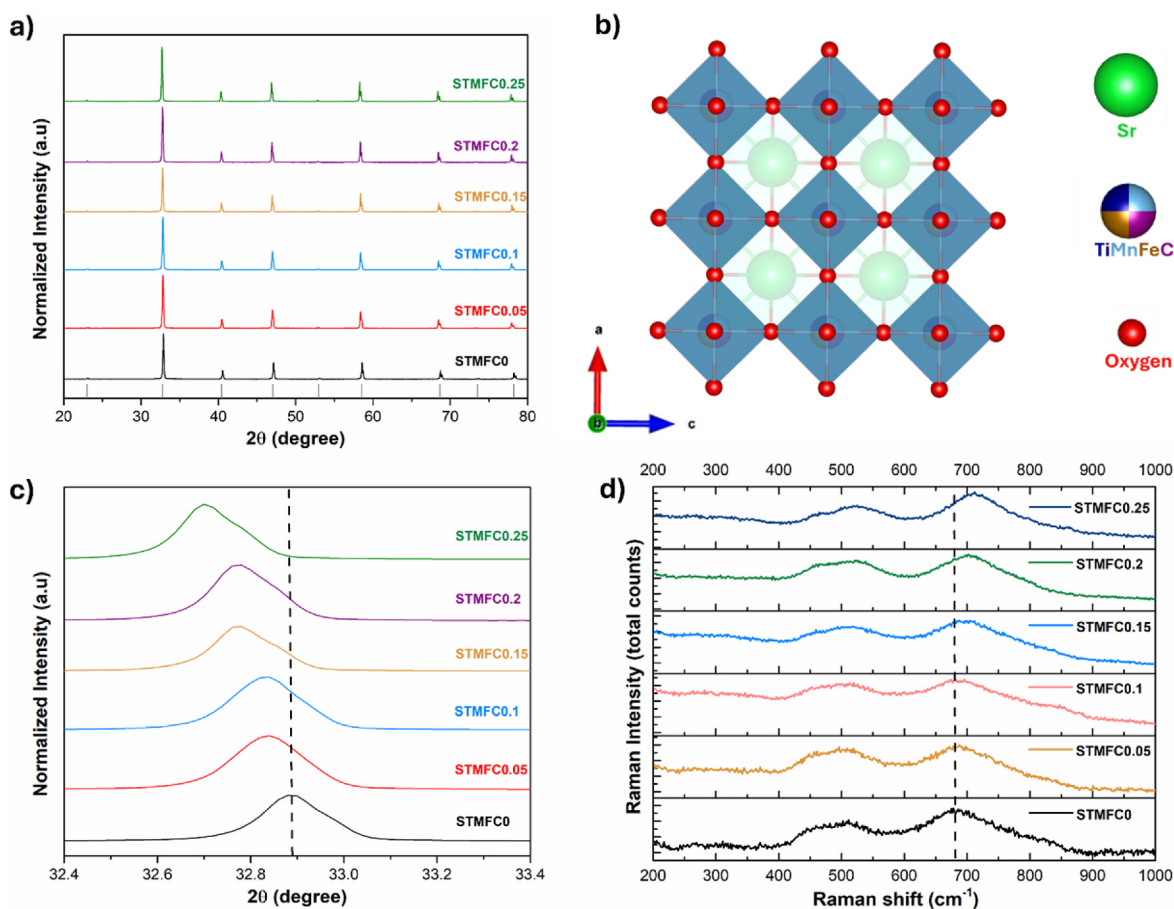 a)
Normalized Intensity (a.u)
STMFC0.25
STMFC0.2
STMFC0.15
STMFC0.1
STMFC0.05
STMFC0
20 30 40 50 60 70 80
2θ (degree)
b)
Sr
TiMnFeC
Oxygen
a
b
c
c)
Normalized Intensity (a.u)
STMFC0.25
STMFC0.2
STMFC0.15
STMFC0.1
STMFC0.05
STMFC0
32.4 32.6 32.8 33.0 33.2 33.4
2θ (degree)
d)
200 300 400 500 600 700 800 900 1000
Raman Intensity (total counts)
STMFC0.25
STMFC0.2
STMFC0.15
STMFC0.1
STMFC0.05
STMFC0
200 300 400 500 600 700 800 900 1000
Raman shift (cm⁻¹)